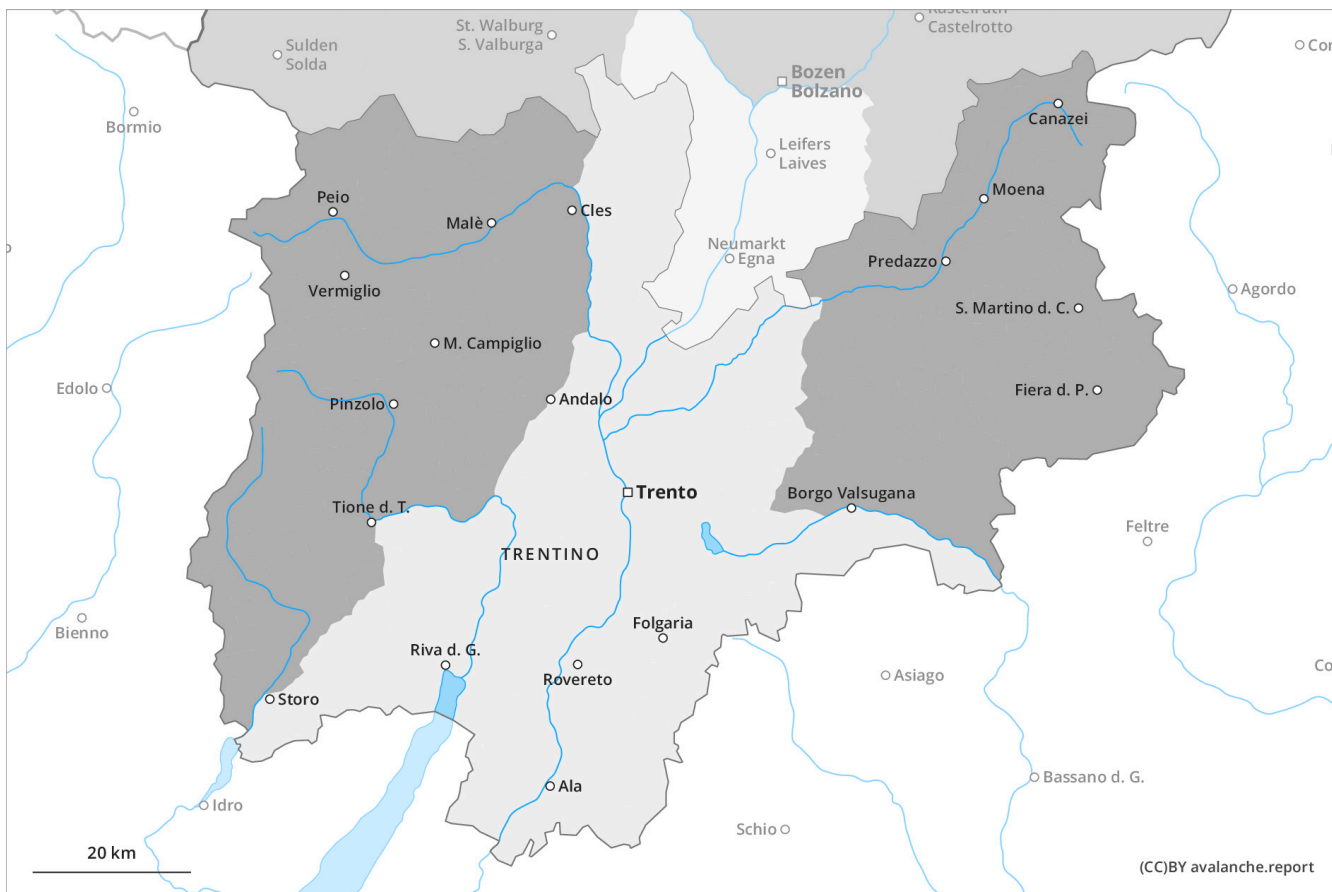 St. Walburg
S. Valburga
Kastelruth
Castelrotto
Sulden
Solda
Bozen
Bolzano
Bormio
Canazei
Leifers
Laives
Peio
Malè
Cles
Moena
Neumarkt
Egna
Predazzo
Vermiglio
Agordo
S. Martino d. C.
M. Campiglio
Edolo
Fiera d. P.
Pinzolo
Andalo
Trento
Borgo Valsugana
Tione d. T.
Feltre
TRENTINO
Bienno
Folgaria
Riva d. G.
Rovereto
Asiago
Storo
Bassano d. G.
Ala
Idro
Schio
20 km
(CC)BY avalanche.report